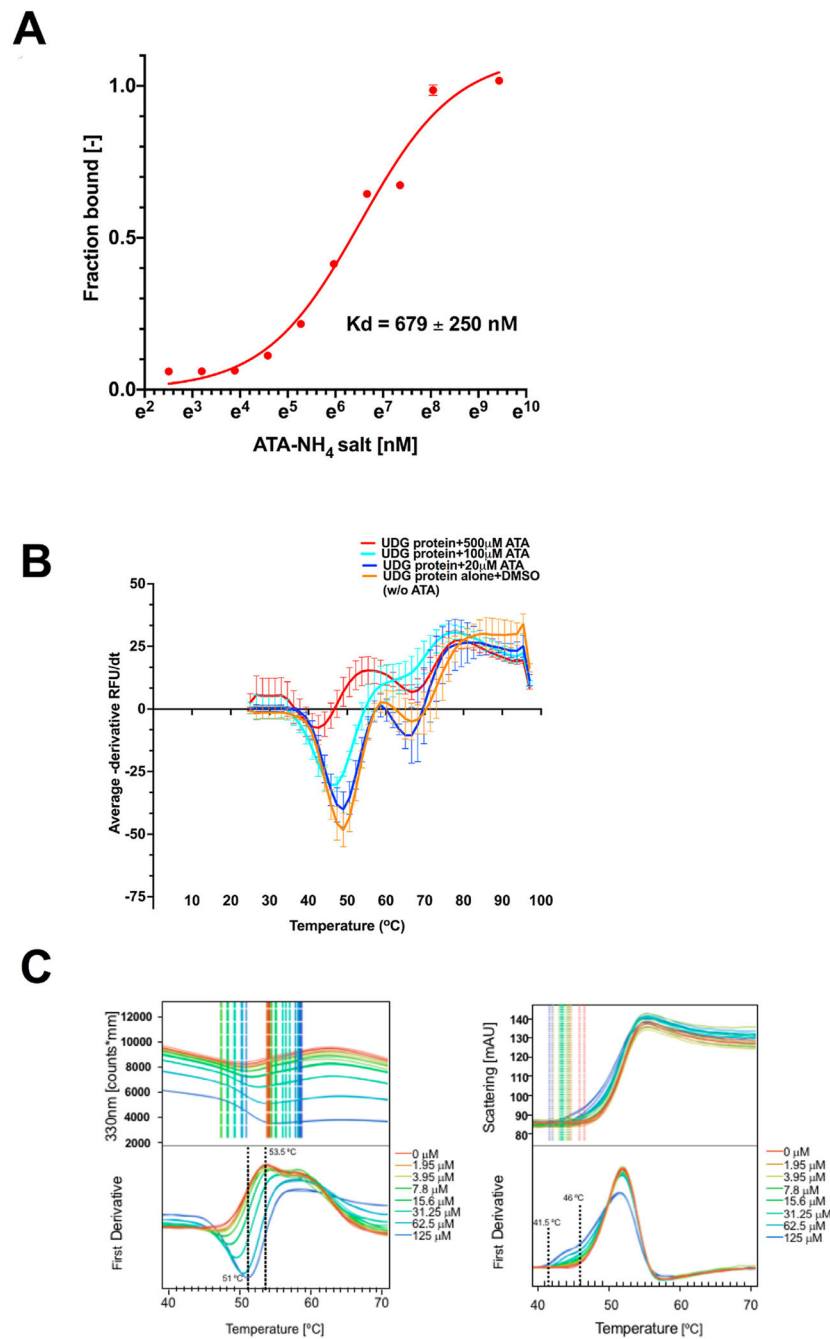 A
Fraction bound [-]
1.0
0.5
0.0
Kd = 679 ± 250 nM
e2 e3 e4 e5 e6 e7 e8 e9 e10
ATA-NH4 salt [nM]
B
UDG protein+500μM ATA
UDG protein+100μM ATA
UDG protein+20μM ATA
UDG protein alone+DMSO
(w/o ATA)
Average -derivative RFU/dt
50
25
0
-25
-50
-75
10 20 30 40 50 60 70 80 90 100
Temperature (°C)
C
330nm [counts*mm]
12000
10000
8000
6000
4000
2000
First Derivative
53.5 °C
51 °C
0 μM
1.95 μM
3.95 μM
7.8 μM
15.6 μM
31.25 μM
62.5 μM
125 μM
40 50 60 70
Temperature [°C]
Scattering [mAU]
140
130
120
110
100
90
80
First Derivative
46 °C
41.5 °C
0 μM
1.95 μM
3.95 μM
7.8 μM
15.6 μM
31.25 μM
62.5 μM
125 μM
40 50 60 70
Temperature [°C]